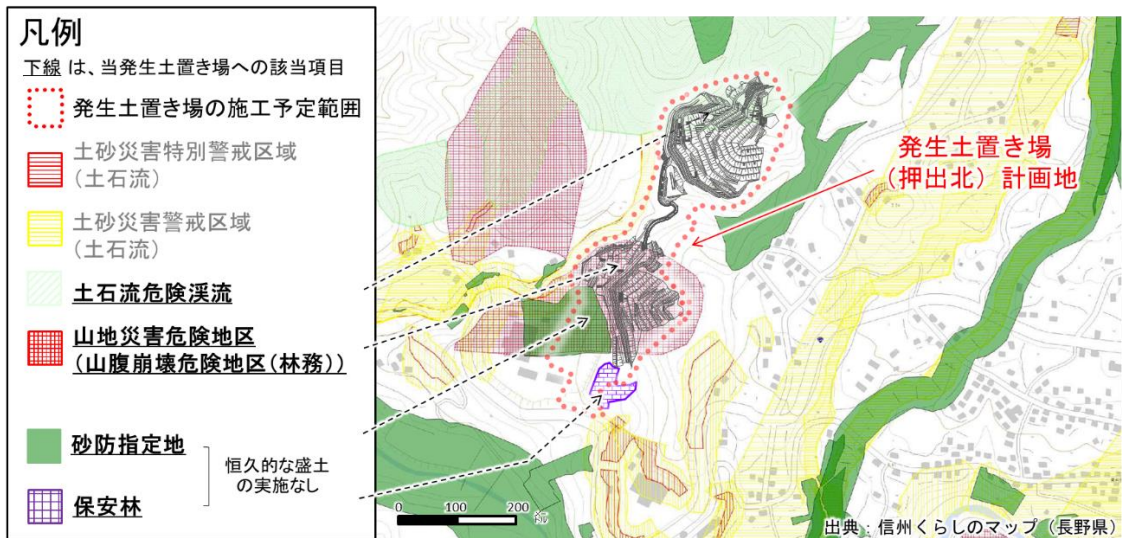 凡例
下線 は、当発生土置き場への該当項目
発生土置き場の施工予定範囲
土砂災害特別警戒区域
(土石流)
土砂災害警戒区域
(土石流)
土石流危険渓流
山地災害危険地区
(山腹崩壊危険地区(林務))
砂防指定地
恒久的な盛土
の実施なし
保安林
発生土置き場
(押出北)計画地
0 100 200 メートル
出典:信州くらしのマップ(長野県)